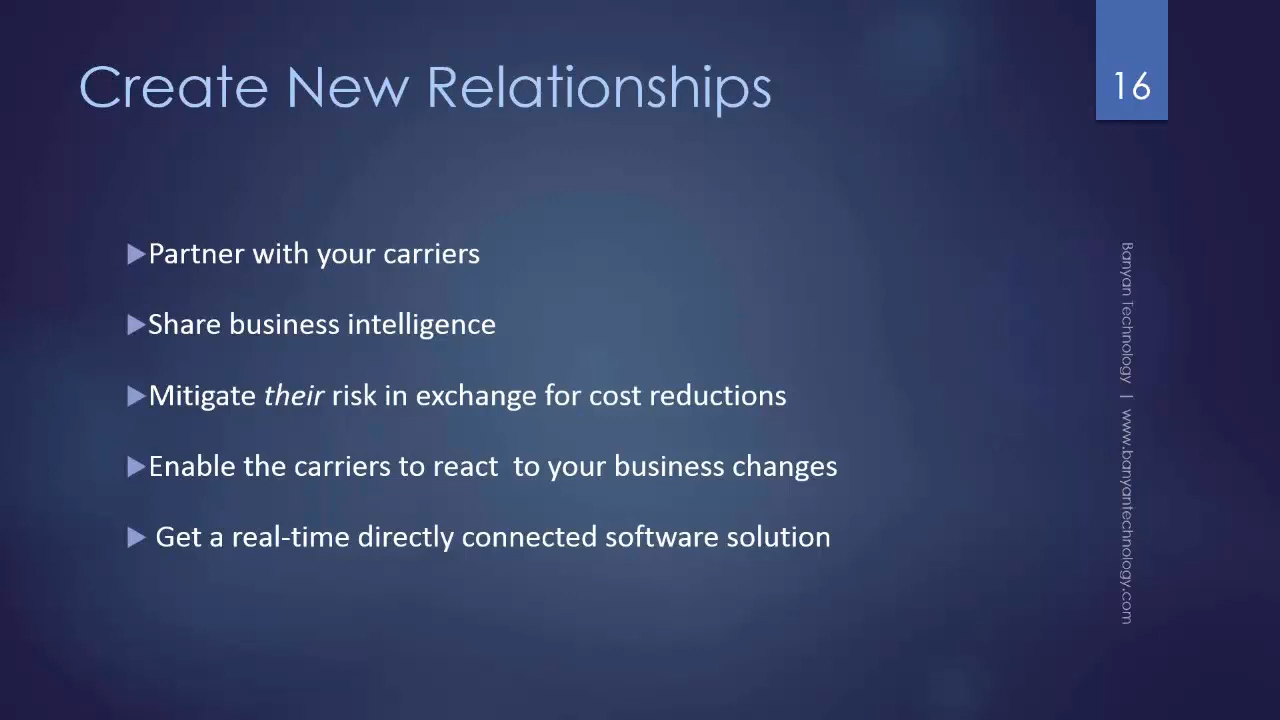 Create New Relationships
16
▶Partner with your carriers
▶Share business intelligence
▶Mitigate their risk in exchange for cost reductions
▶Enable the carriers to react  to your business changes
▶ Get a real-time directly connected software solution
Banyan Technology | www.banyantechnology.com